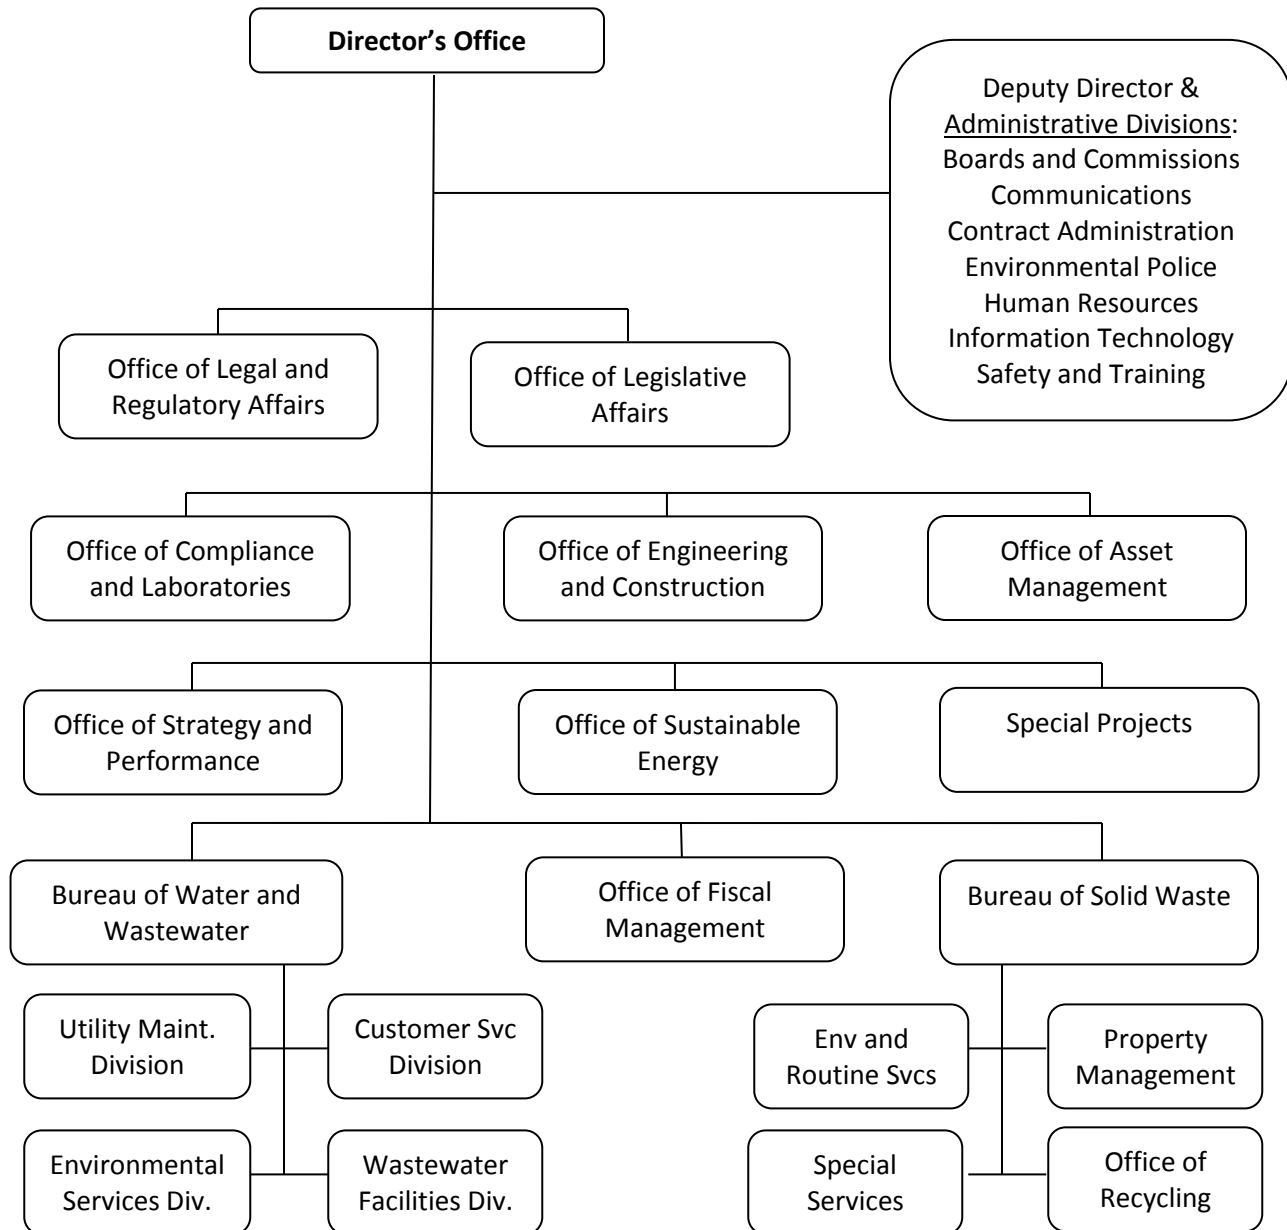 Director’s Office
Deputy Director &
Administrative Divisions:
Boards and Commissions
Communications
Contract Administration
Environmental Police
Human Resources
Information Technology
Safety and Training
Office of Legal and
Regulatory Affairs
Office of Legislative
Affairs
Office of Compliance
and Laboratories
Office of Engineering
and Construction
Office of Asset
Management
Office of Strategy and
Performance
Office of Sustainable
Energy
Special Projects
Bureau of Water and
Wastewater
Office of Fiscal
Management
Bureau of Solid Waste
Utility Maint.
Division
Customer Svc
Division
Env and
Routine Svcs
Property
Management
Environmental
Services Div.
Wastewater
Facilities Div.
Special
Services
Office of
Recycling